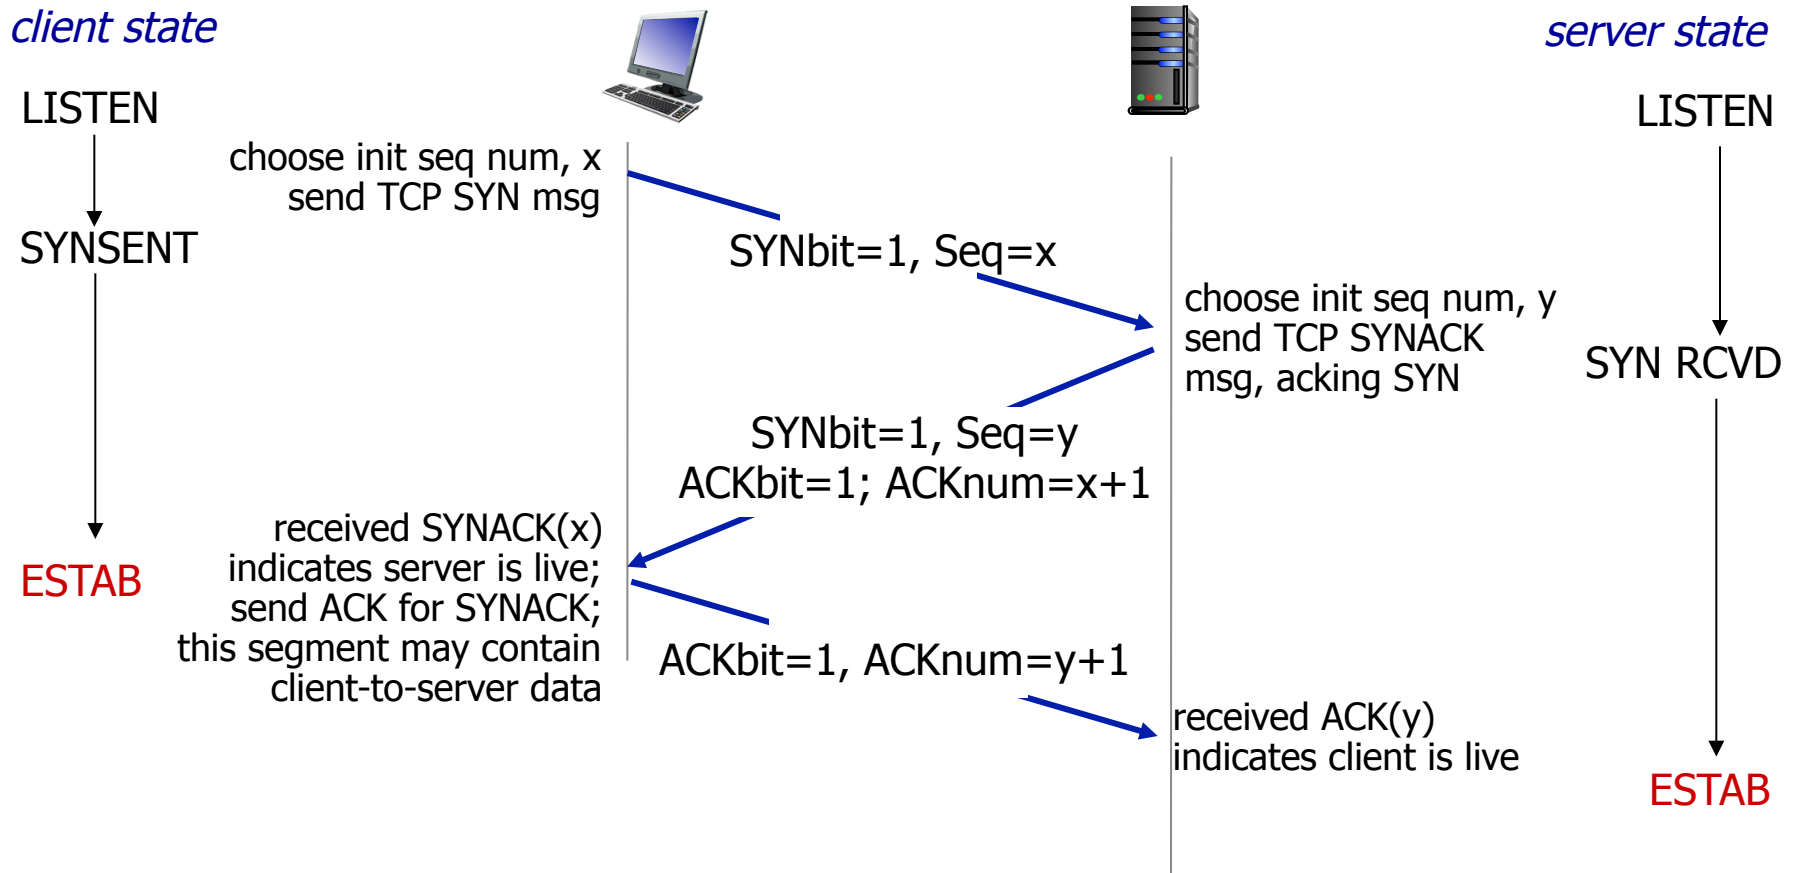 client state
server state
LISTEN
LISTEN
choose init seq num, x
send TCP SYN msg
SYNSENT
SYNbit=1, Seq=x
choose init seq num, y
send TCP SYNACK
msg, acking SYN
SYN RCVD
SYNbit=1, Seq=y
ACKbit=1; ACKnum=x+1
received SYNACK(x)
indicates server is live;
send ACK for SYNACK;
this segment may contain
client-to-server data
ESTAB
ACKbit=1, ACKnum=y+1
received ACK(y)
indicates client is live
ESTAB